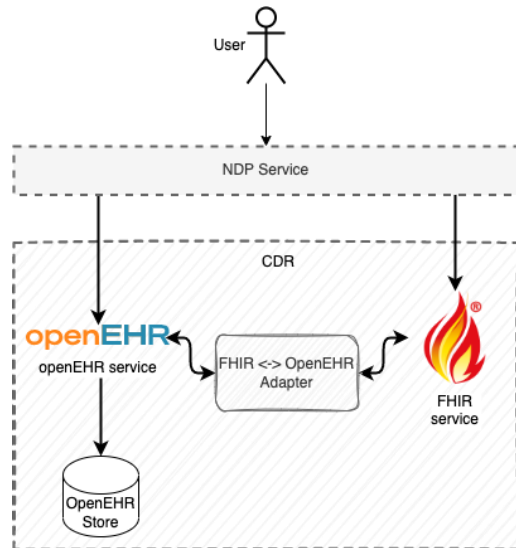 User
NDP Service
CDR
openEHR
openEHR service
FHIR <-> OpenEHR
Adapter
®
FHIR
service
OpenEHR
Store